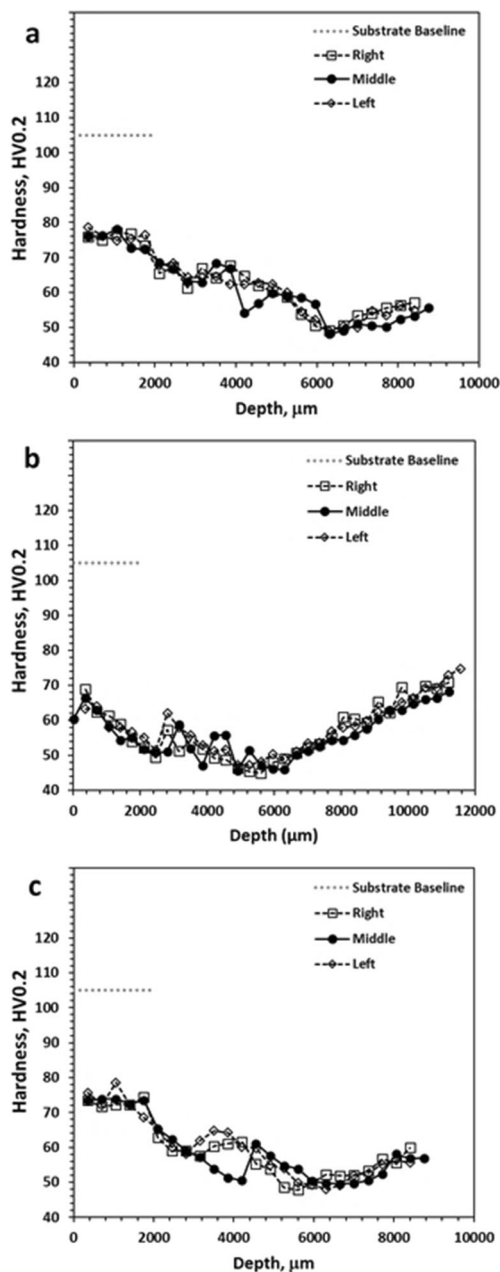 a
Substrate Baseline
Right
Middle
Left
Hardness, HV0.2
120
110
100
90
80
70
60
50
40
0 2000 4000 6000 8000 10000
Depth, µm
b
Substrate Baseline
Right
Middle
Left
Hardness, HV0.2
120
110
100
90
80
70
60
50
40
0 2000 4000 6000 8000 10000 12000
Depth (µm)
c
Substrate Baseline
Right
Middle
Left
Hardness, HV0.2
120
110
100
90
80
70
60
50
40
0 2000 4000 6000 8000 10000
Depth, µm